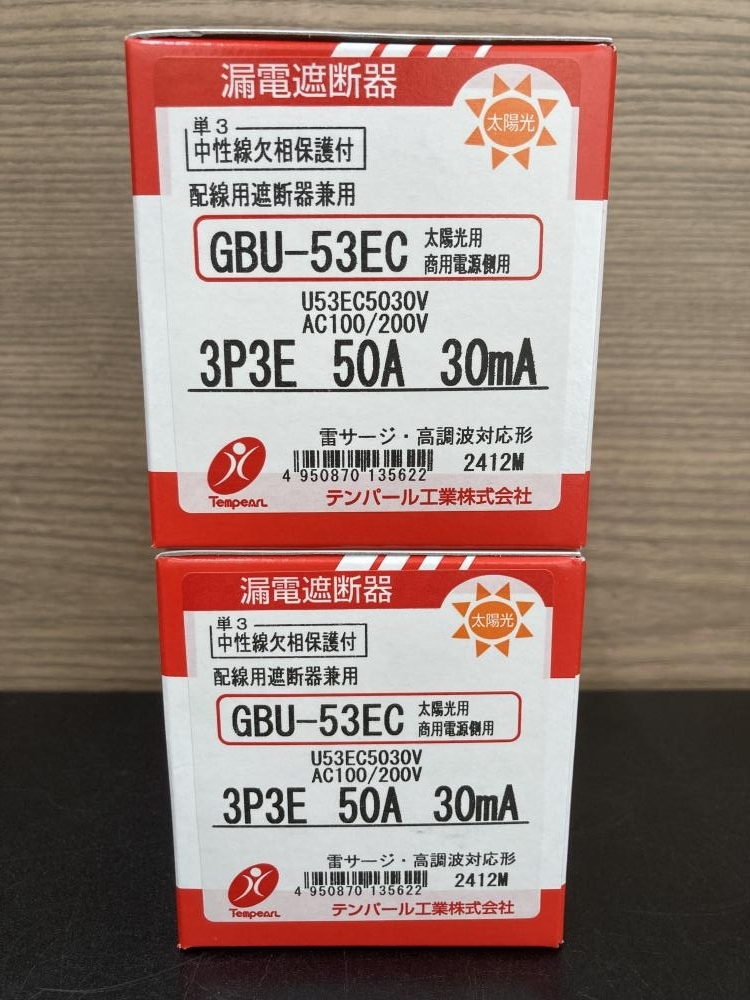 漏電遮断器
太陽光
単3
中性線欠相保護付
配線用遮断器兼用
GBU-53EC 太陽光用
商用電源側用
U53EC5030V
AC100/200V
3P3E 50A 30mA
雷サージ・高調波対応形
4 950870 135622 2412M
Tempearl テンパール工業株式会社
漏電遮断器
太陽光
単3
中性線欠相保護付
配線用遮断器兼用
GBU-53EC 太陽光用
商用電源側用
U53EC5030V
AC100/200V
3P3E 50A 30mA
雷サージ・高調波対応形
4 950870 135622 2412M
Tempearl テンパール工業株式会社